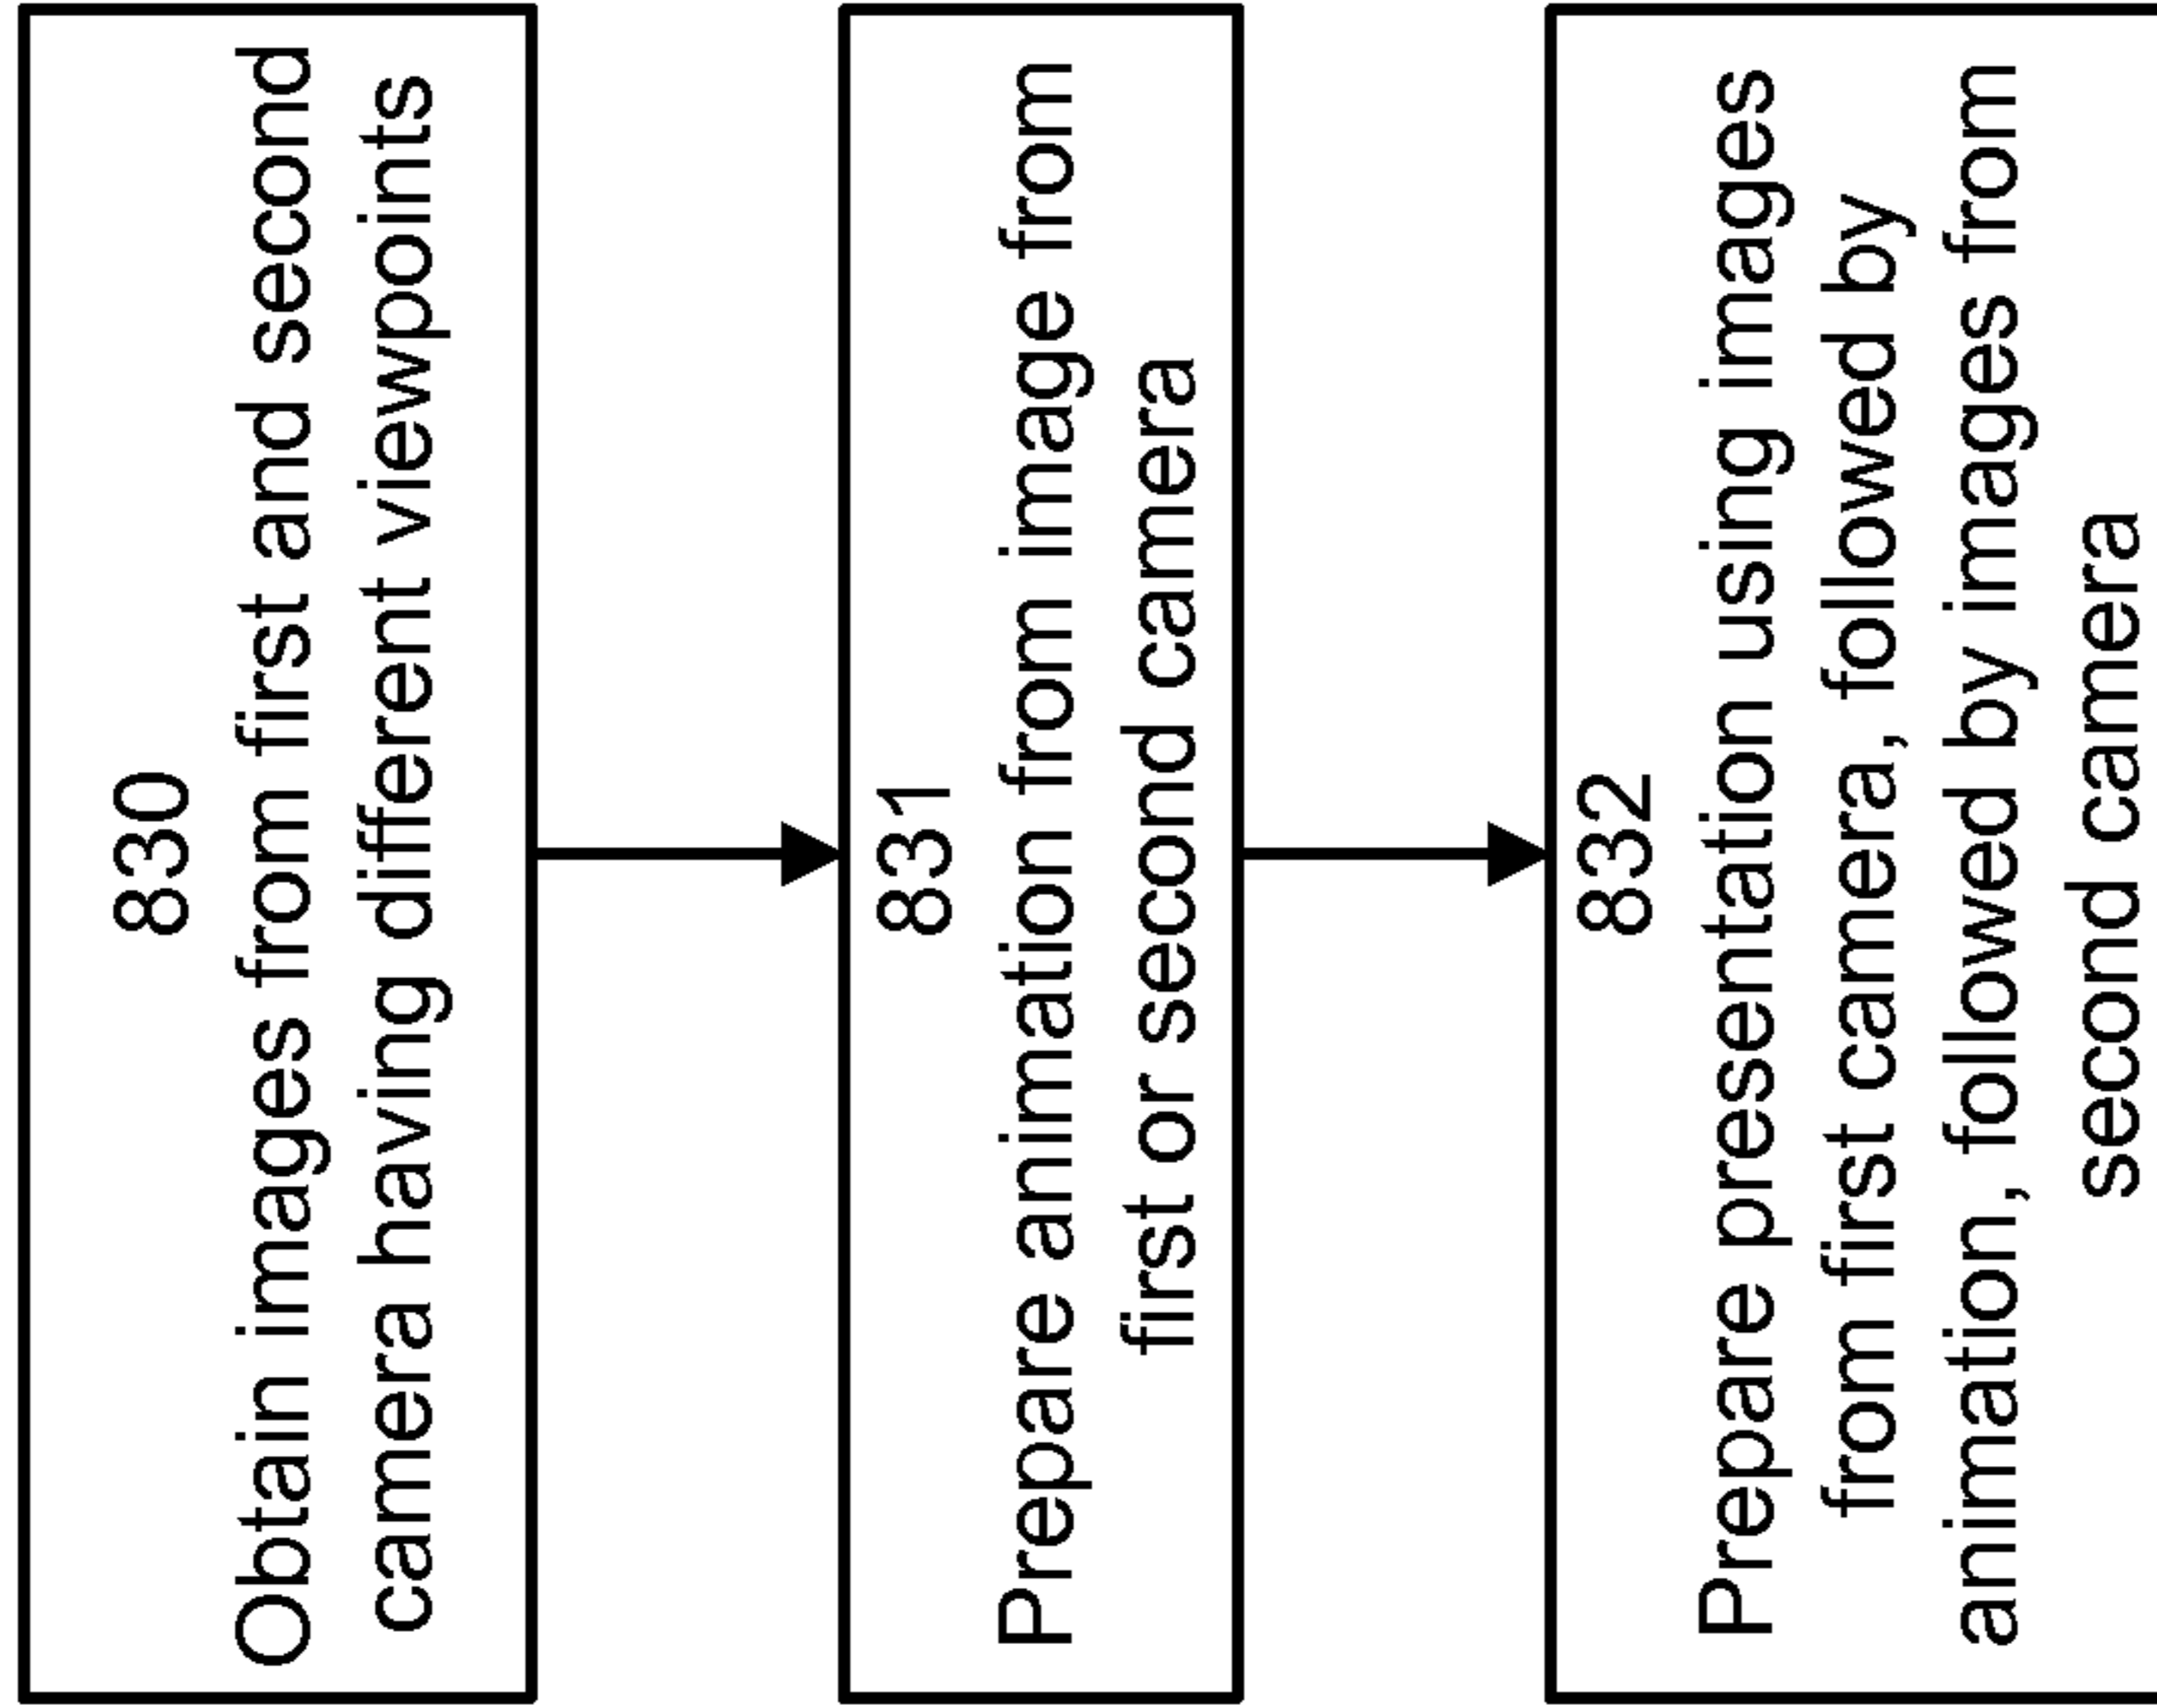 830
Obtain images from first and second
camera having different viewpoints
831
Prepare animation from image from
first or second camera
832
Prepare presentation using images
from first camera, followed by
animation, followed by images from
second camera